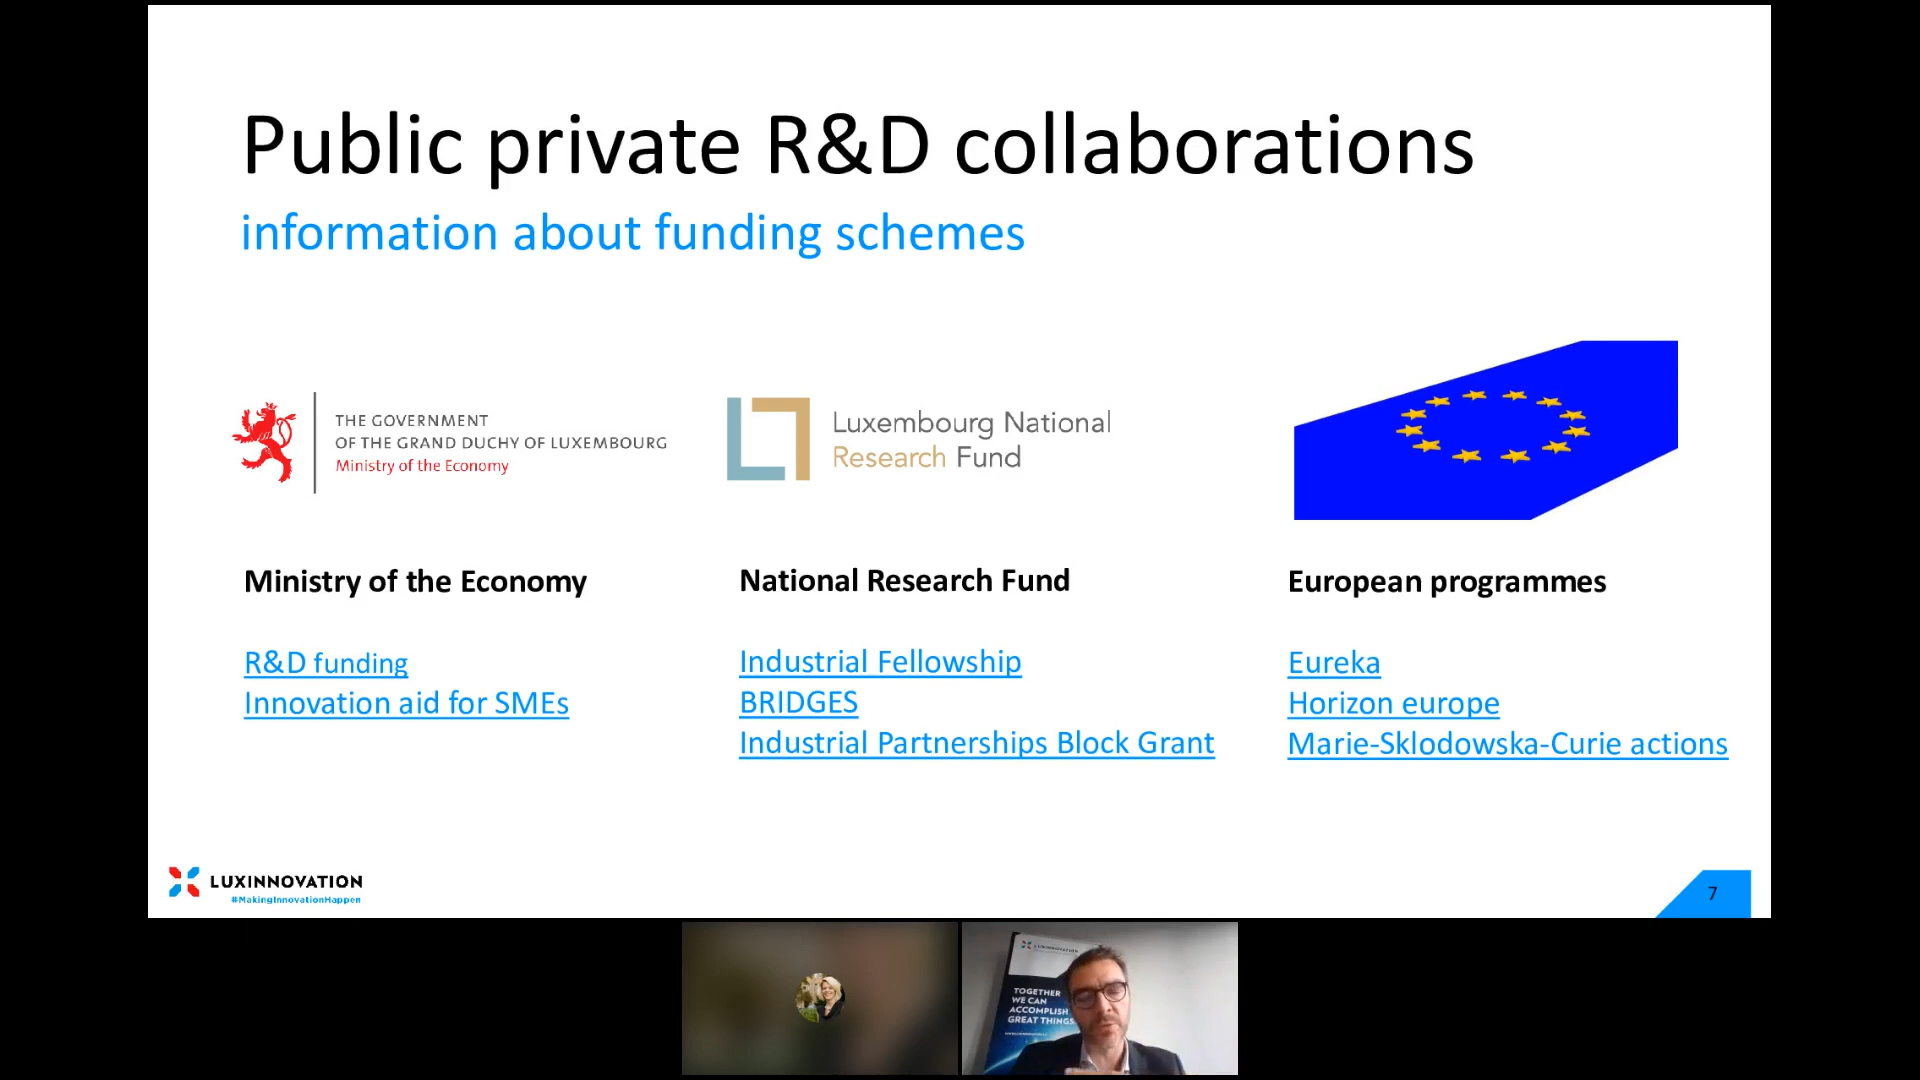 Public private R&D collaborations
information about funding schemes
THE GOVERNMENT
OF THE GRAND DUCHY OF LUXEMBOURG
Ministry of the Economy
Luxembourg National
Research Fund
Ministry of the Economy
R&D funding
Innovation aid for SMEs
National Research Fund
Industrial Fellowship
BRIDGES
Industrial Partnerships Block Grant
European programmes
Eureka
Horizon europe
Marie-Sklodowska-Curie actions
LUXINNOVATION
#MakingInnovationHappen
7
LUXINNOVATION
TOGETHER
WE CAN
ACCOMPLISH
GREAT THINGS